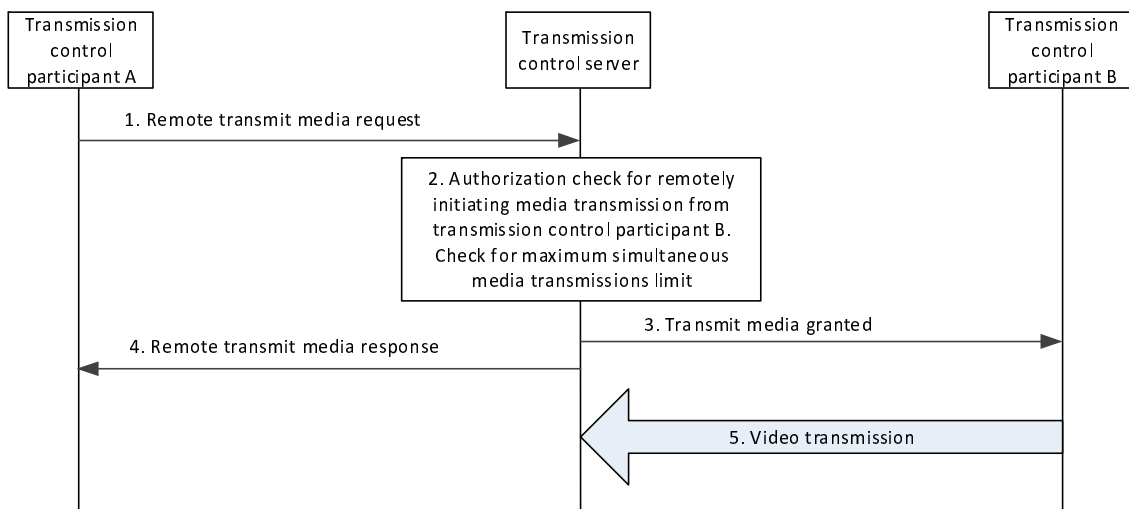 Transmission
control
participant A
Transmission
control server
Transmission
control
participant B
1. Remote transmit media request
2. Authorization check for remotely
initiating media transmission from
transmission control participant B.
Check for maximum simultaneous
media transmissions limit
3. Transmit media granted
4. Remote transmit media response
5. Video transmission